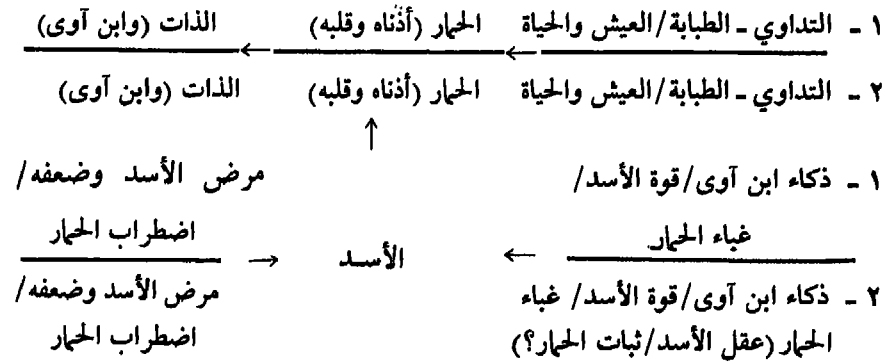 ١ - التداوي - الطبابة/العيش والحياة ← الحمار (أذناه وقلبه) ← الذات (وابن آوى)
٢ - التداوي - الطبابة/العيش والحياة الحمار (أذناه وقلبه) الذات (وابن آوى)
↑
١ - ذكاء ابن آوى/قوة الأسد/ مرض الأسد وضعفه/
غباء الحمار ← الأسد → اضطراب الحمار
٢ - ذكاء ابن آوى/قوة الأسد/ غباء مرض الأسد وضعفه/
الحمار (عقل الأسد/ثبات الحمار؟) اضطراب الحمار